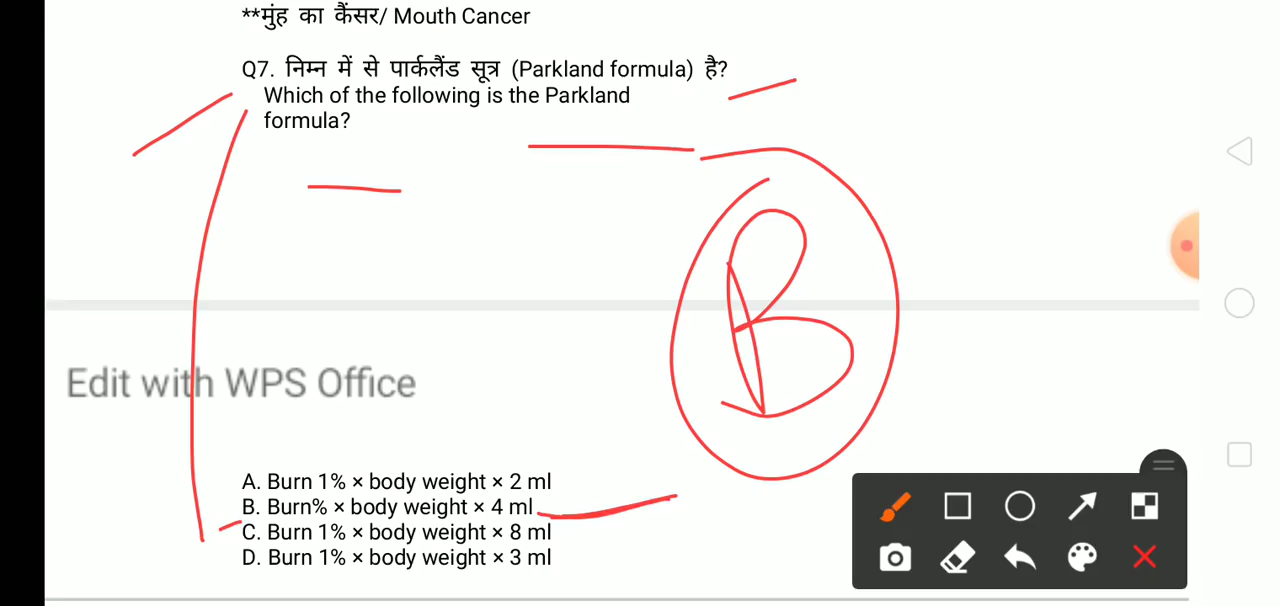 **मुंह का कैंसर/ Mouth Cancer
Q7. निम्न में से पार्कलैंड सूत्र (Parkland formula) है?
Which of the following is the Parkland
formula?
B
Edit with WPS Office
A. Burn 1% × body weight × 2 ml
B. Burn% × body weight × 4 ml
C. Burn 1% × body weight × 8 ml
D. Burn 1% × body weight × 3 ml